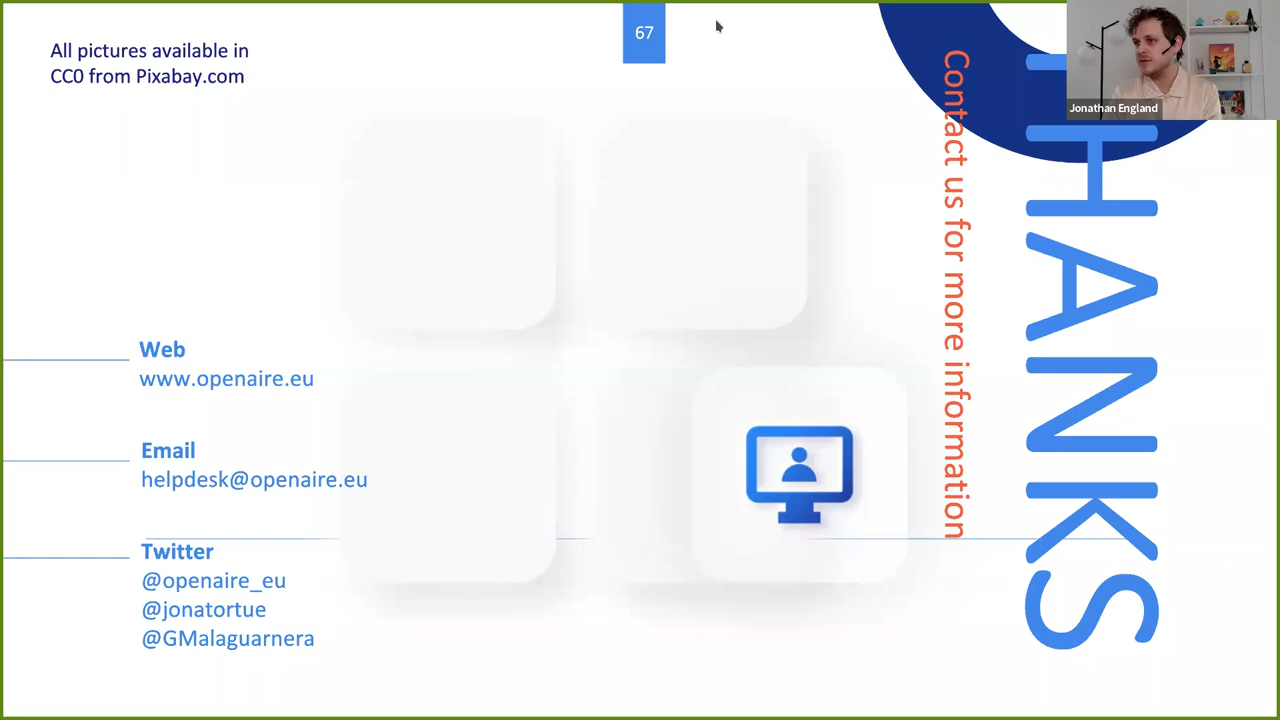 All pictures available in
CC0 from Pixabay.com
67
Jonathan England
THANKS
Contact us for more information
Web
www.openaire.eu
Email
helpdesk@openaire.eu
Twitter
@openaire_eu
@jonatortue
@GMalaguarnera